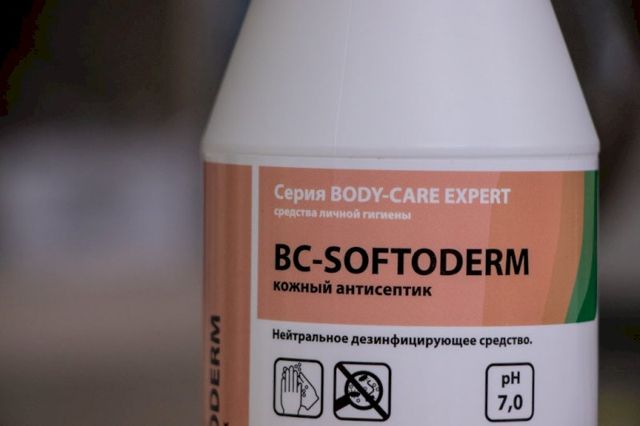 Серия BODY-CARE EXPERT
средства личной гигиены
BC-SOFTODERM
кожный антисептик
Нейтральное дезинфицирующее средство.
pH
7,0